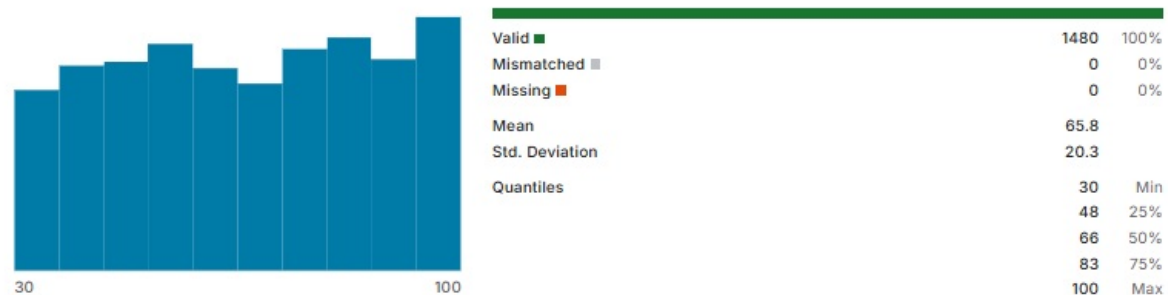 30 100
Valid 1480 100%
Mismatched 0 0%
Missing 0 0%
Mean 65.8
Std. Deviation 20.3
Quantiles 30 Min
48 25%
66 50%
83 75%
100 Max